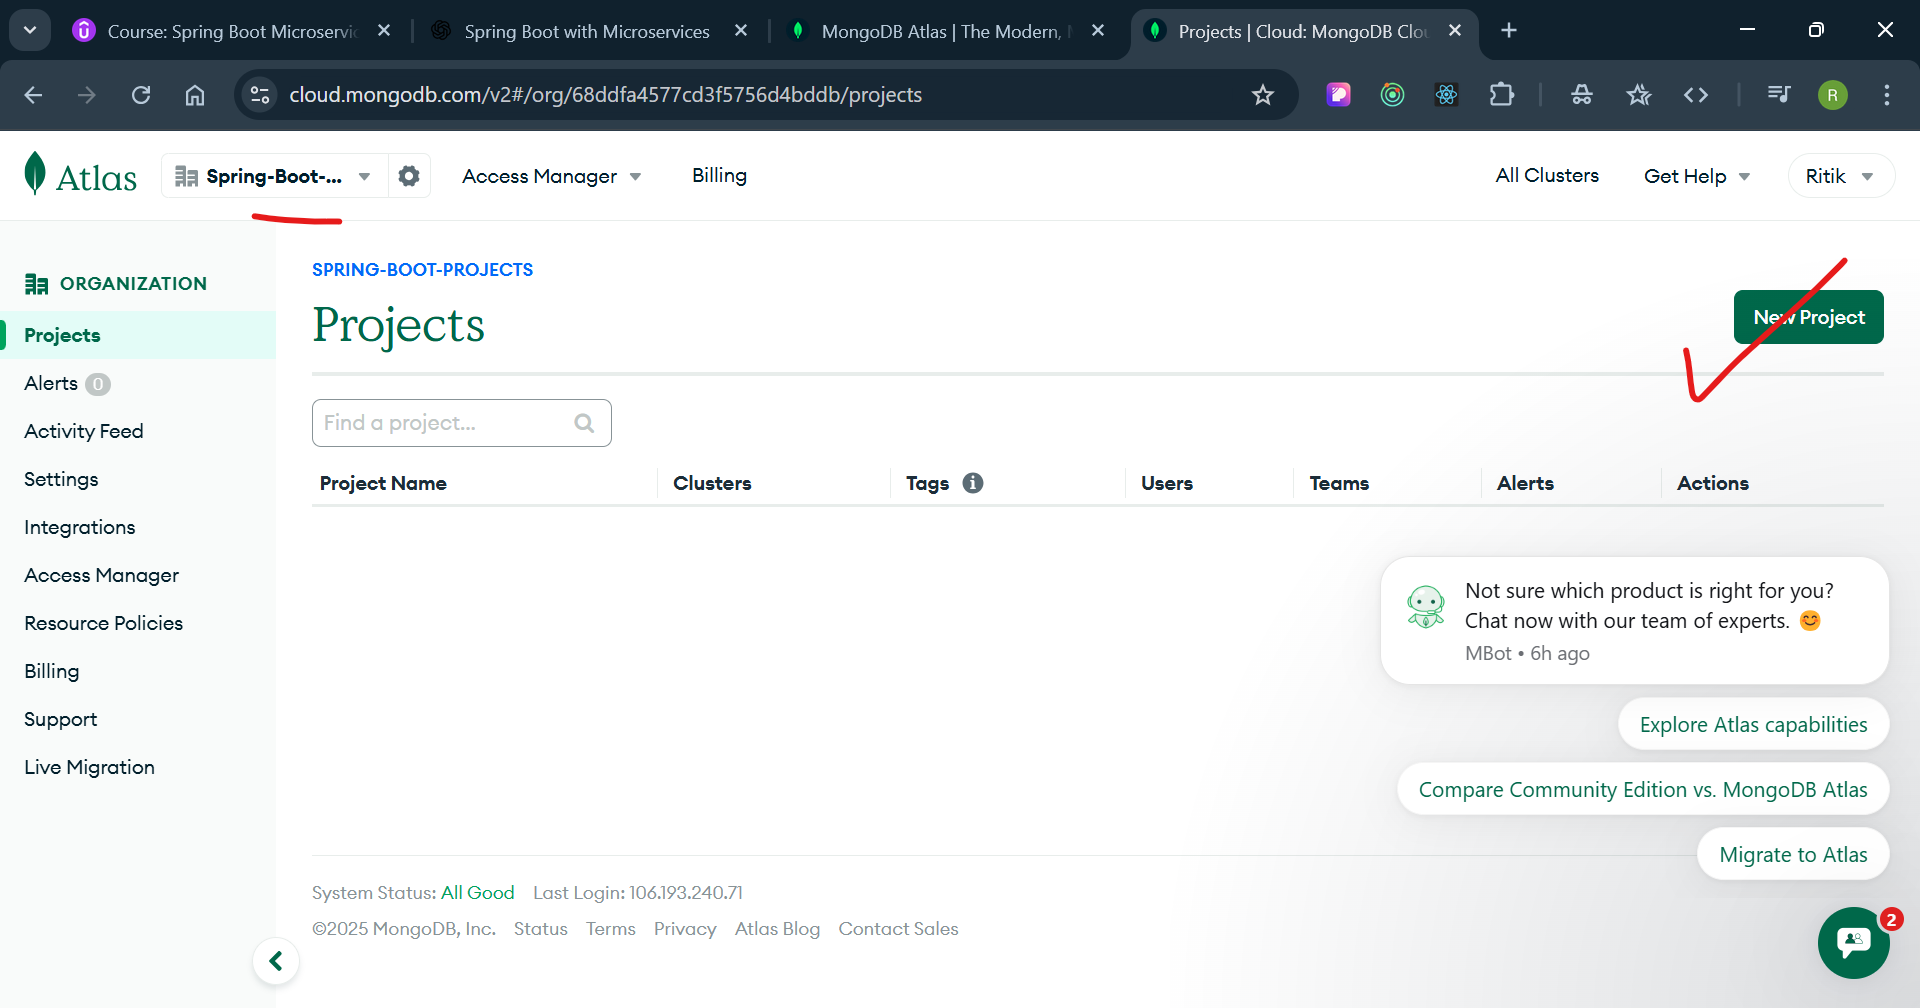 Course: Spring Boot Microservic
Spring Boot with Microservices
MongoDB Atlas | The Modern, M
Projects | Cloud: MongoDB Clou
cloud.mongodb.com/v2#/org/68ddfa4577cd3f5756d4bddb/projects
R
Atlas
Spring-Boot-...
Access Manager
Billing
All Clusters
Get Help
Ritik
ORGANIZATION
Projects
Alerts 0
Activity Feed
Settings
Integrations
Access Manager
Resource Policies
Billing
Support
Live Migration
SPRING-BOOT-PROJECTS
Projects
New Project
Find a project...
Project Name Clusters Tags Users Teams Alerts Actions
Not sure which product is right for you?
Chat now with our team of experts. 😊
MBot • 6h ago
Explore Atlas capabilities
Compare Community Edition vs. MongoDB Atlas
Migrate to Atlas
2
System Status: All Good Last Login: 106.193.240.71
©2025 MongoDB, Inc. Status Terms Privacy Atlas Blog Contact Sales